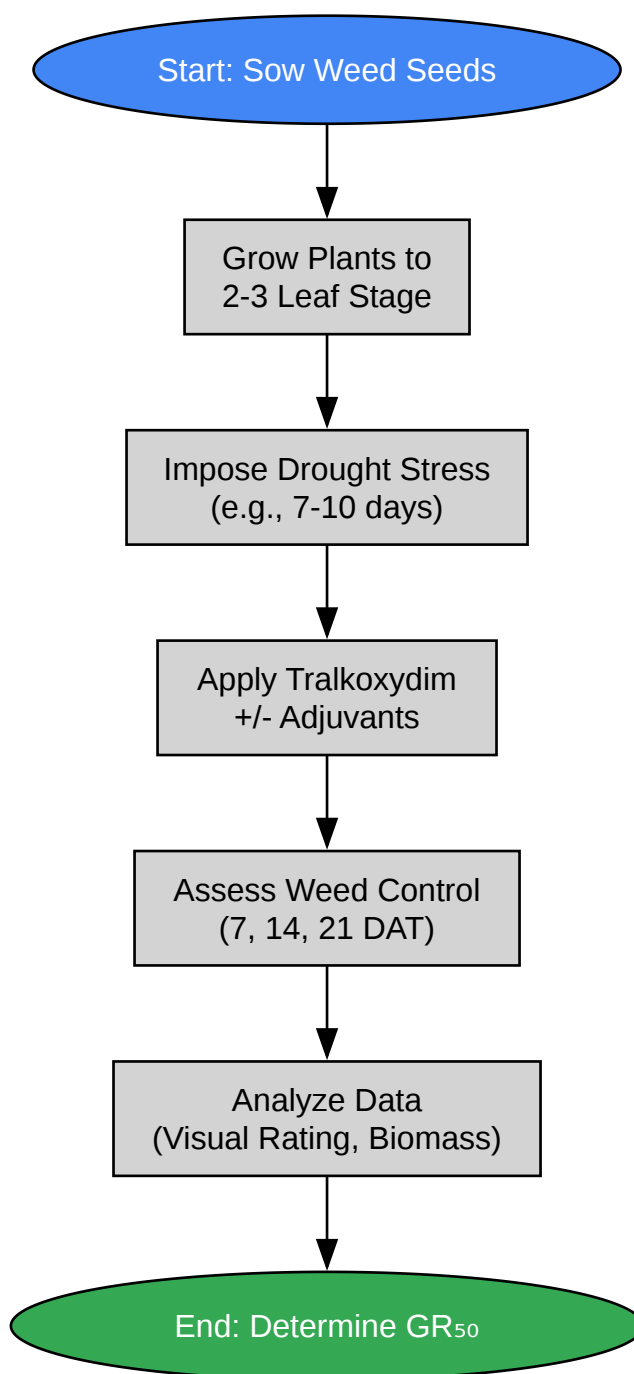 Start: Sow Weed Seeds
Grow Plants to
2-3 Leaf Stage
Impose Drought Stress
(e.g., 7-10 days)
Apply Tralkoxydim
+/- Adjuvants
Assess Weed Control
(7, 14, 21 DAT)
Analyze Data
(Visual Rating, Biomass)
End: Determine GR₅₀